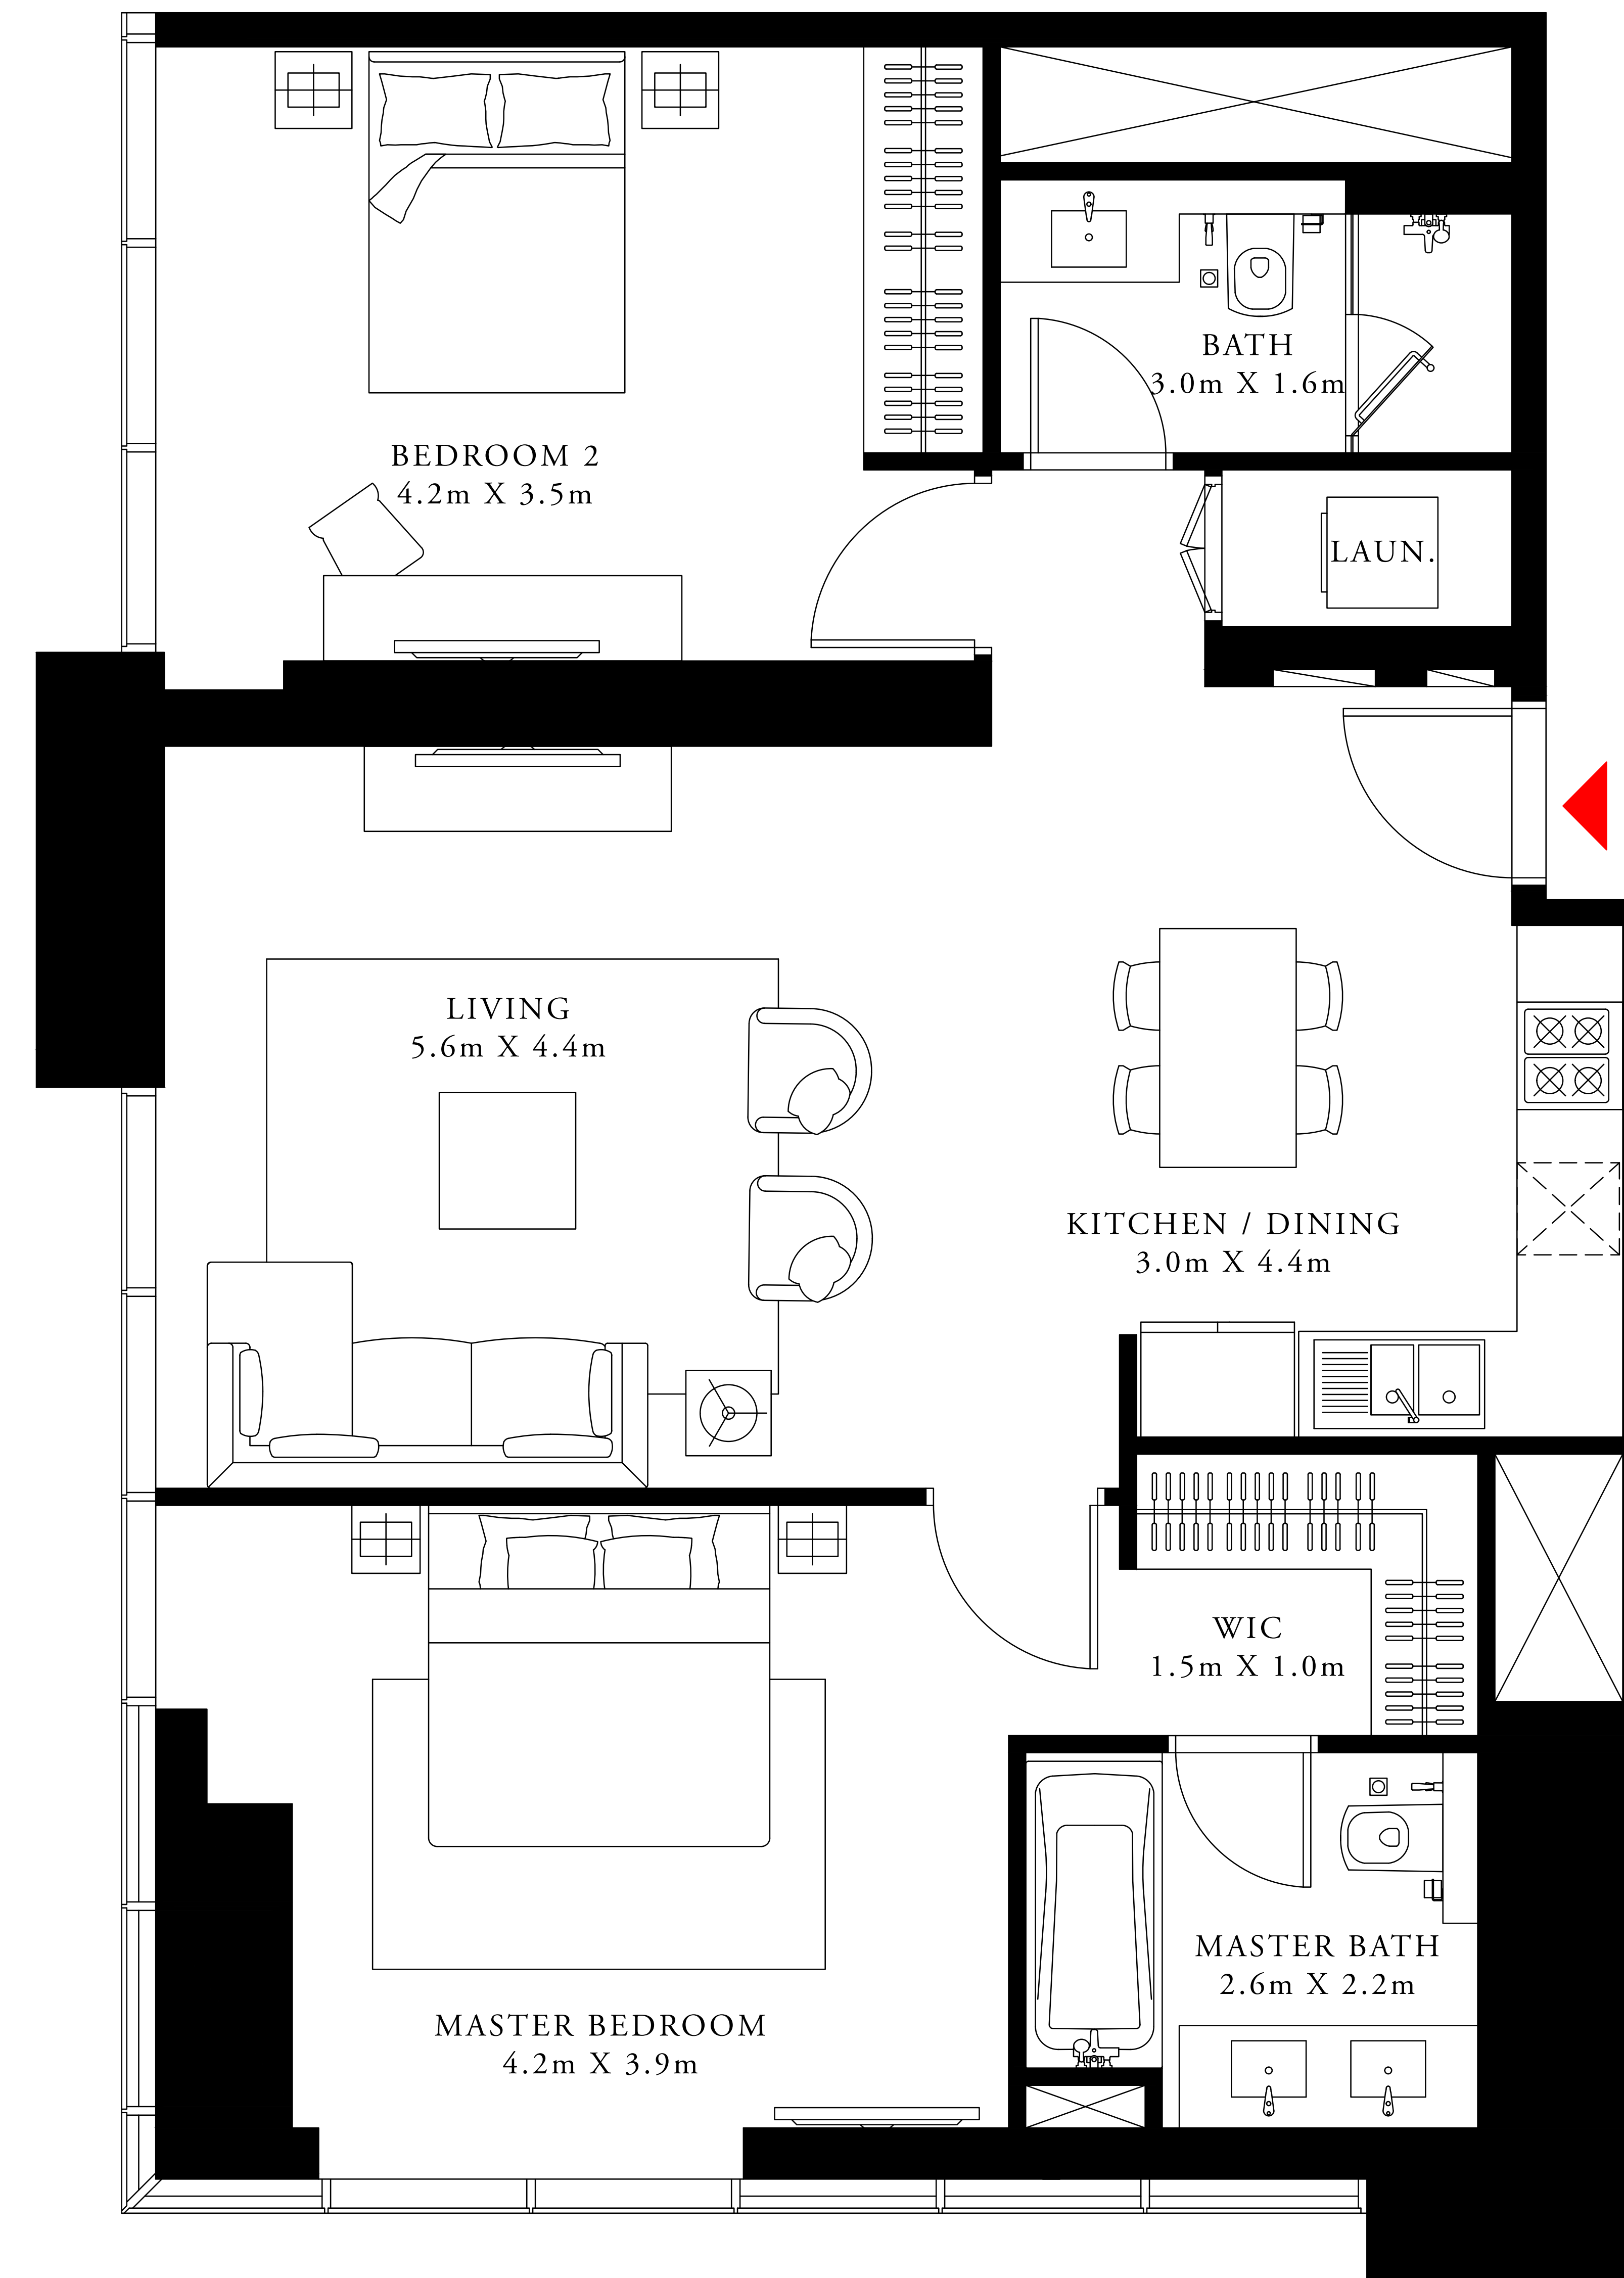 BATH
3.0m X 1.6m
BEDROOM 2
4.2m X 3.5m
LAUN.
LIVING
5.6m X 4.4m
KITCHEN / DINING
3.0m X 4.4m
WIC
1.5m X 1.0m
MASTER BATH
2.6m X 2.2m
MASTER BEDROOM
4.2m X 3.9m